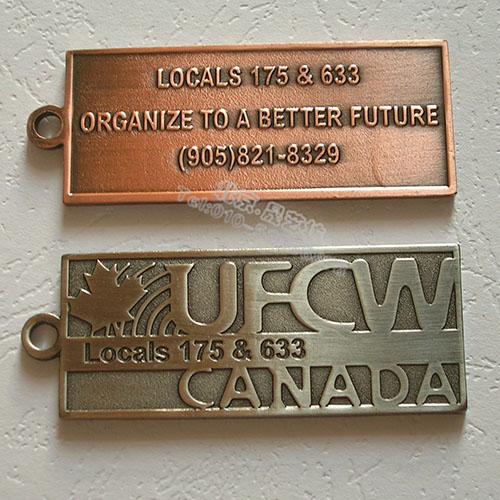 LOCALS 175 & 633
ORGANIZE TO A BETTER FUTURE
(905)821-8329
UFCW
Locals 175 & 633
CANADA